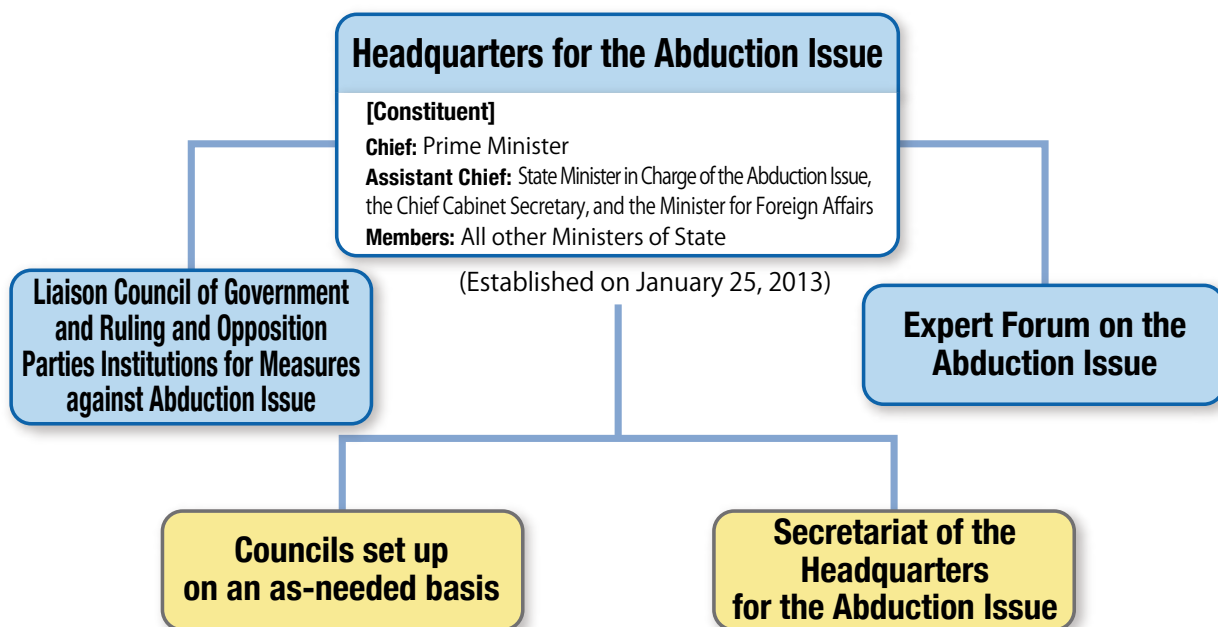 Headquarters for the Abduction Issue
[Constituent]
Chief: Prime Minister
Assistant Chief: State Minister in Charge of the Abduction Issue,
the Chief Cabinet Secretary, and the Minister for Foreign Affairs
Members: All other Ministers of State
(Established on January 25, 2013)
Liaison Council of Government
and Ruling and Opposition
Parties Institutions for Measures
against Abduction Issue
Expert Forum on the
Abduction Issue
Councils set up
on an as-needed basis
Secretariat of the
Headquarters
for the Abduction Issue